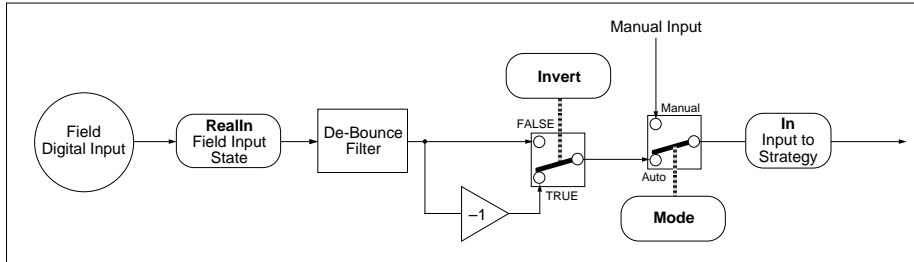 Manual Input
Invert
Manual
RealIn
Field Input
State
Field
Digital Input
De-Bounce
Filter
FALSE
In
Input to
Strategy
Auto
TRUE
–1
Mode